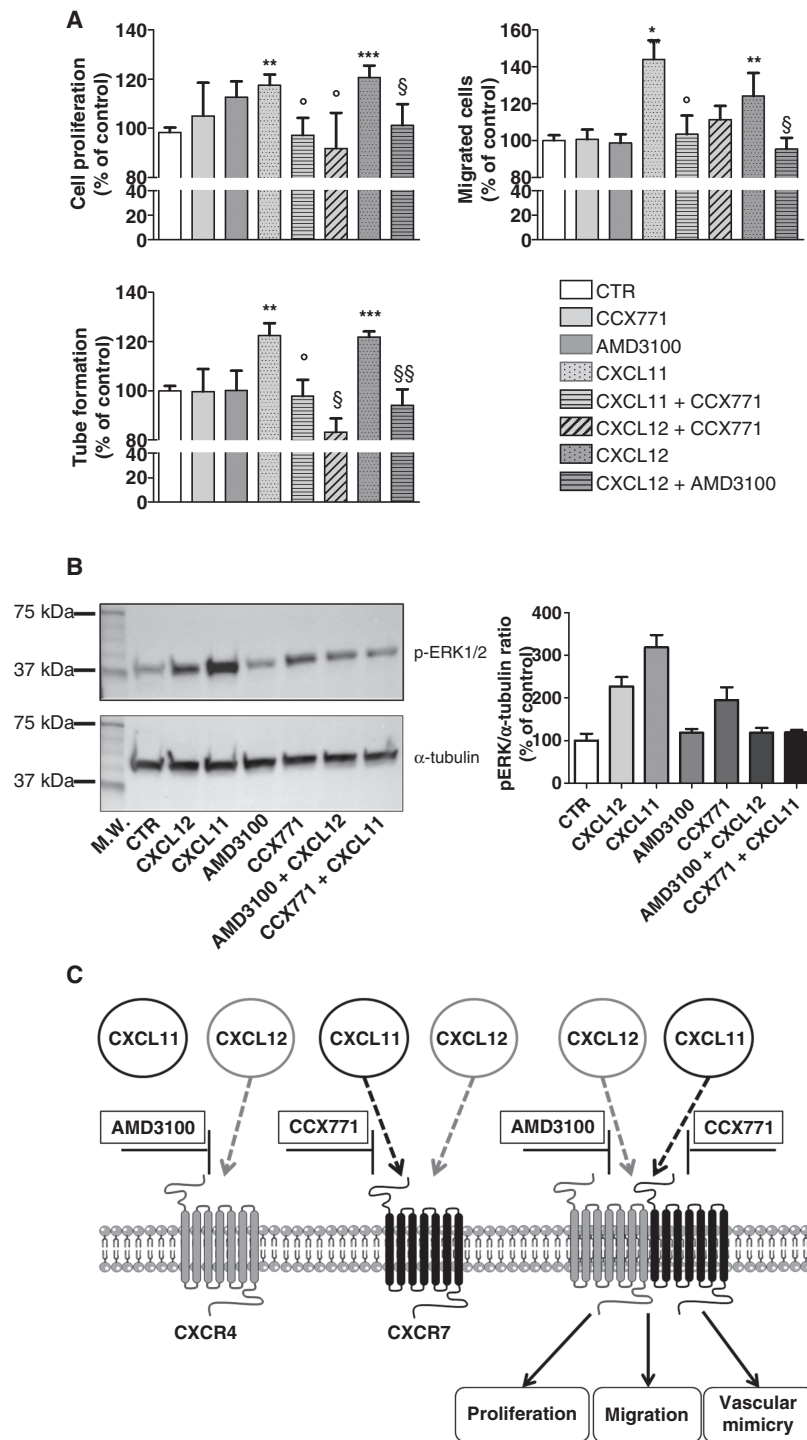 A
Cell proliferation
(% of control)
140
120
100
80
40
20
0
**
***
°
°
§
Migrated cells
(% of control)
160
140
120
100
80
40
20
0
*
°
**
§
Tube formation
(% of control)
140
120
100
80
40
20
0
**
°
§
***
§§
CTR
CCX771
AMD3100
CXCL11
CXCL11 + CCX771
CXCL12 + CCX771
CXCL12
CXCL12 + AMD3100
B
75 kDa
37 kDa
p-ERK1/2
75 kDa
37 kDa
α-tubulin
M.W.
CTR
CXCL12
CXCL11
AMD3100
CCX771
AMD3100 + CXCL12
CCX771 + CXCL11
pERK/α-tubulin ratio
(% of control)
400
300
200
100
0
CTR
CXCL12
CXCL11
AMD3100
CCX771
AMD3100 + CXCL12
CCX771 + CXCL11
C
CXCL11
CXCL12
CXCL11
CXCL12
CXCL12
CXCL11
AMD3100
CCX771
AMD3100
CCX771
CXCR4
CXCR7
Proliferation
Migration
Vascular
mimicry